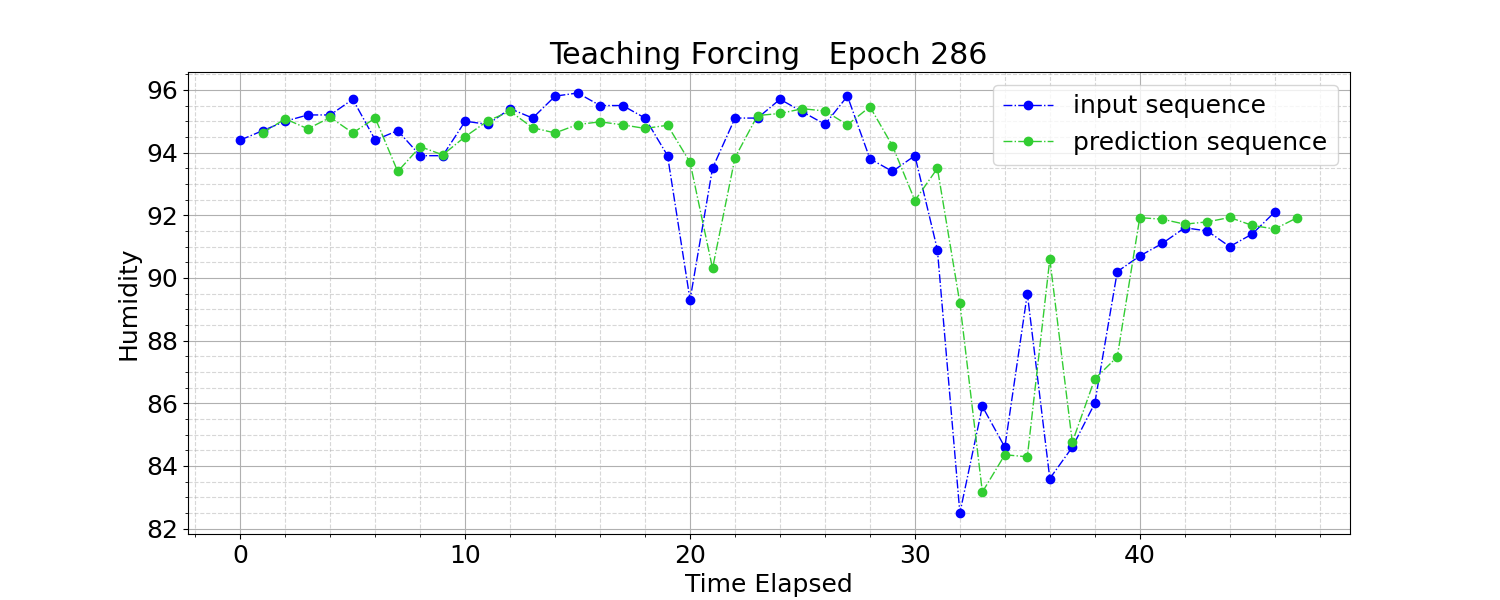 Teaching Forcing   Epoch 286
96
94
92
90
88
86
84
82
Humidity
input sequence
prediction sequence
0 10 20 30 40
Time Elapsed